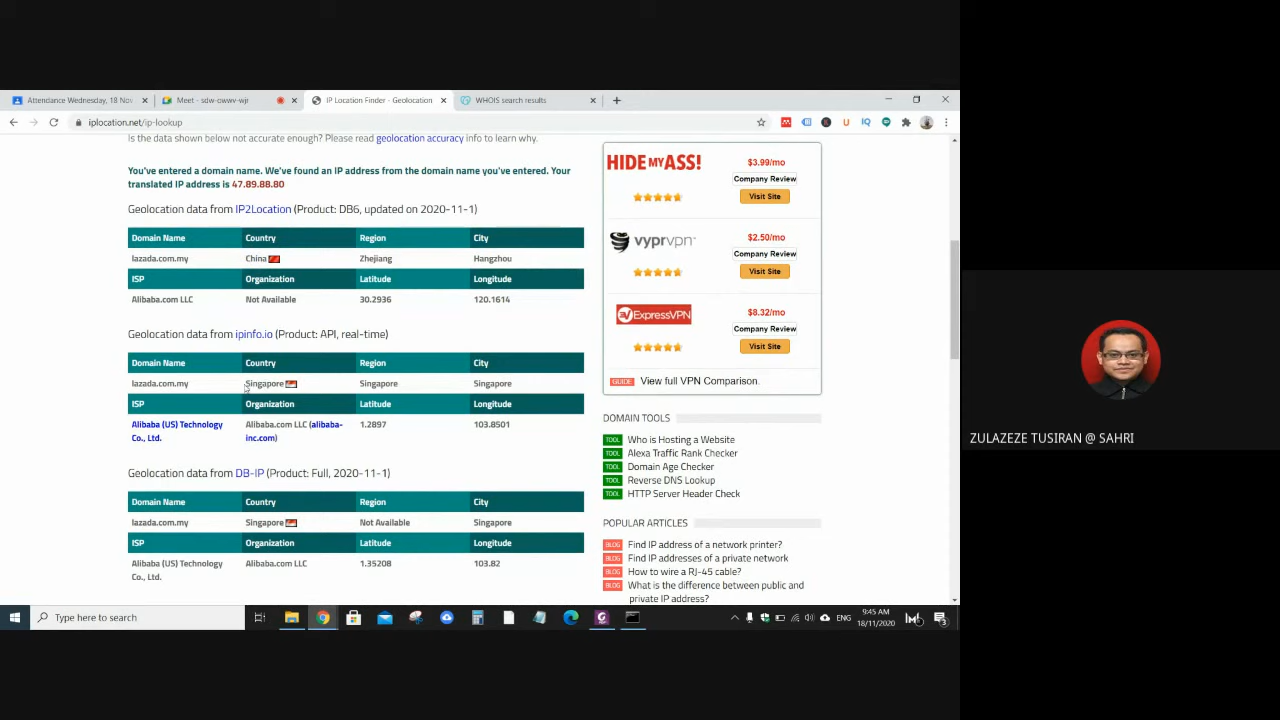 Attendance Wednesday, 18 Nov
Meet - sdw-owwv-wjr
IP Location Finder - Geolocation
WHOIS search results
iplocation.net/ip-lookup
Is the data shown below not accurate enough? Please read geolocation accuracy info to learn why.
You've entered a domain name. We've found an IP address from the domain name you've entered. Your
translated IP address is 47.89.88.80
Geolocation data from IP2Location (Product: DB6, updated on 2020-11-1)
Domain Name Country Region City
lazada.com.my China Zhejiang Hangzhou
ISP Organization Latitude Longitude
Alibaba.com LLC Not Available 30.2936 120.1614
Geolocation data from ipinfo.io (Product: API, real-time)
Domain Name Country Region City
lazada.com.my Singapore Singapore Singapore
ISP Organization Latitude Longitude
Alibaba (US) Technology Alibaba.com LLC (alibaba- 1.2897 103.8501
Co., Ltd. inc.com)
Geolocation data from DB-IP (Product: Full, 2020-11-1)
Domain Name Country Region City
lazada.com.my Singapore Not Available Singapore
ISP Organization Latitude Longitude
Alibaba (US) Technology Alibaba.com LLC 1.35208 103.82
Co., Ltd.
HIDE MY ASS! $3.99/mo
Company Review
Visit Site
vyprvpn $2.50/mo
Company Review
Visit Site
ExpressVPN $8.32/mo
Company Review
Visit Site
GUIDE View full VPN Comparison.
DOMAIN TOOLS
TOOL Who is Hosting a Website
TOOL Alexa Traffic Rank Checker
TOOL Domain Age Checker
TOOL Reverse DNS Lookup
TOOL HTTP Server Header Check
POPULAR ARTICLES
BLOG Find IP address of a network printer?
BLOG Find IP addresses of a private network
BLOG How to wire a RJ-45 cable?
BLOG What is the difference between public and
private IP address?
ZULAZEZE TUSIRAN @ SAHRI
Type here to search
ENG
9:45 AM
18/11/2020